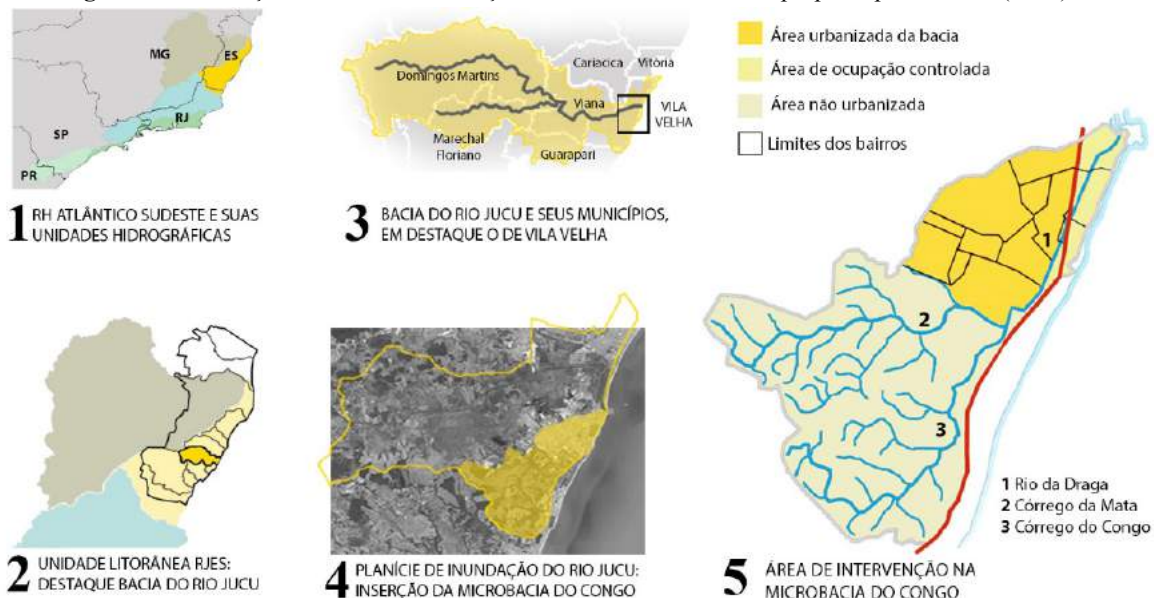 MG
ES
SP
RJ
PR
1 RH ATLÂNTICO SUDESTE E SUAS
UNIDADES HIDROGRÁFICAS
Cariacica
Vitória
Domingos Martins
Viana
VILA
VELHA
Marechal
Floriano
Guarapari
3 BACIA DO RIO JUCU E SEUS MUNICÍPIOS,
EM DESTAQUE O DE VILA VELHA
Área urbanizada da bacia
Área de ocupação controlada
Área não urbanizada
Limites dos bairros
1
2
3
1 Rio da Draga
2 Córrego da Mata
3 Córrego do Congo
2 UNIDADE LITORÂNEA RJES:
DESTAQUE BACIA DO RIO JUCU
4 PLANÍCIE DE INUNDAÇÃO DO RIO JUCU:
INSERÇÃO DA MICROBACIA DO CONGO
5 ÁREA DE INTERVENÇÃO NA
MICROBACIA DO CONGO